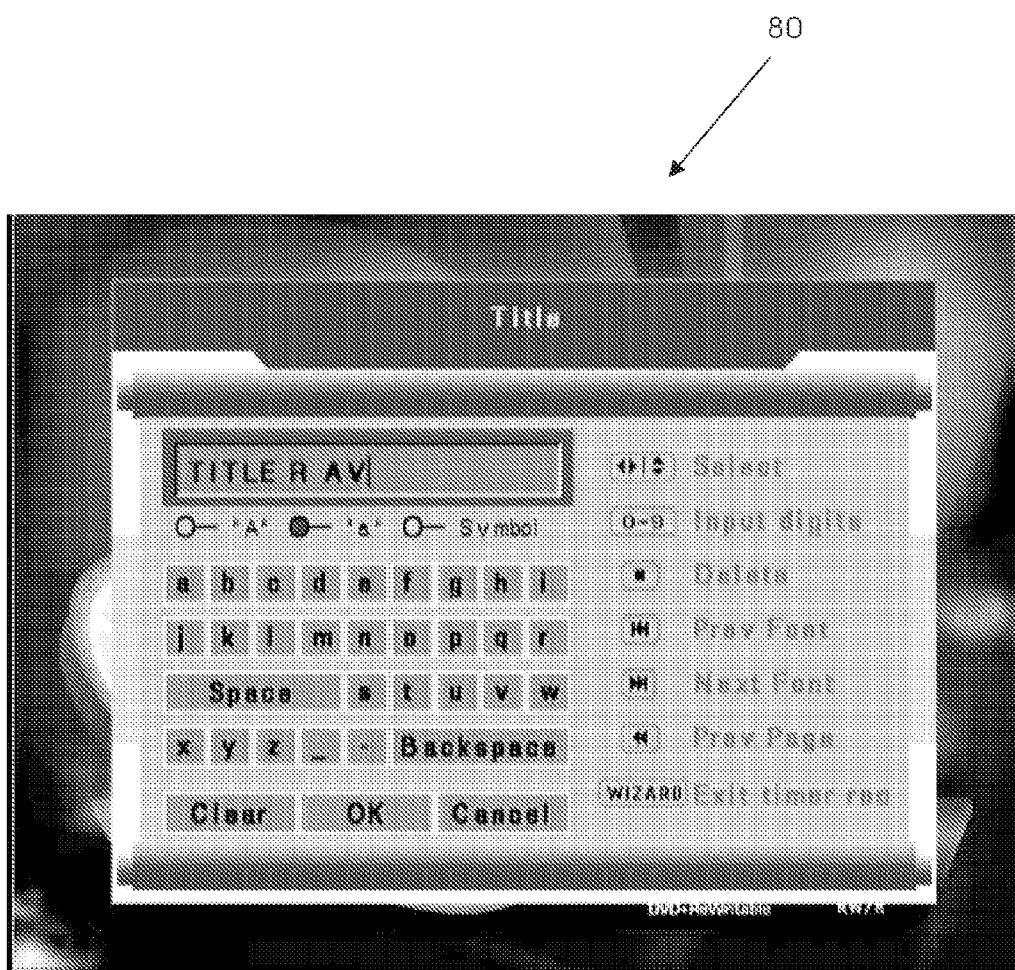 80
Title
TITLE R AV
"A" "a" Symbol
Select
0-9 Input digits
a b c d e f g h i
Delete
j k l m n o p q r
Prev Font
Space s t u v w
Next Font
x y z _ - Backspace
Prev Page
Clear OK Cancel
WIZARD Exit timer rec